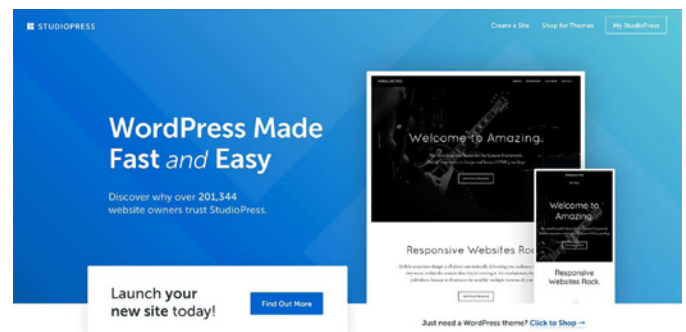 STUDIOPRESS
Create a Site Shop for Themes My StudioPress
WordPress Made
Fast and Easy
Discover why over 201,344
website owners trust StudioPress.
Welcome to Amazing.
Responsive Websites Roc
Welcome to
Amazing.
Responsive
Websites Rock
Launch your
new site today!
Find Out More
Just need a WordPress theme? Click to Shop →